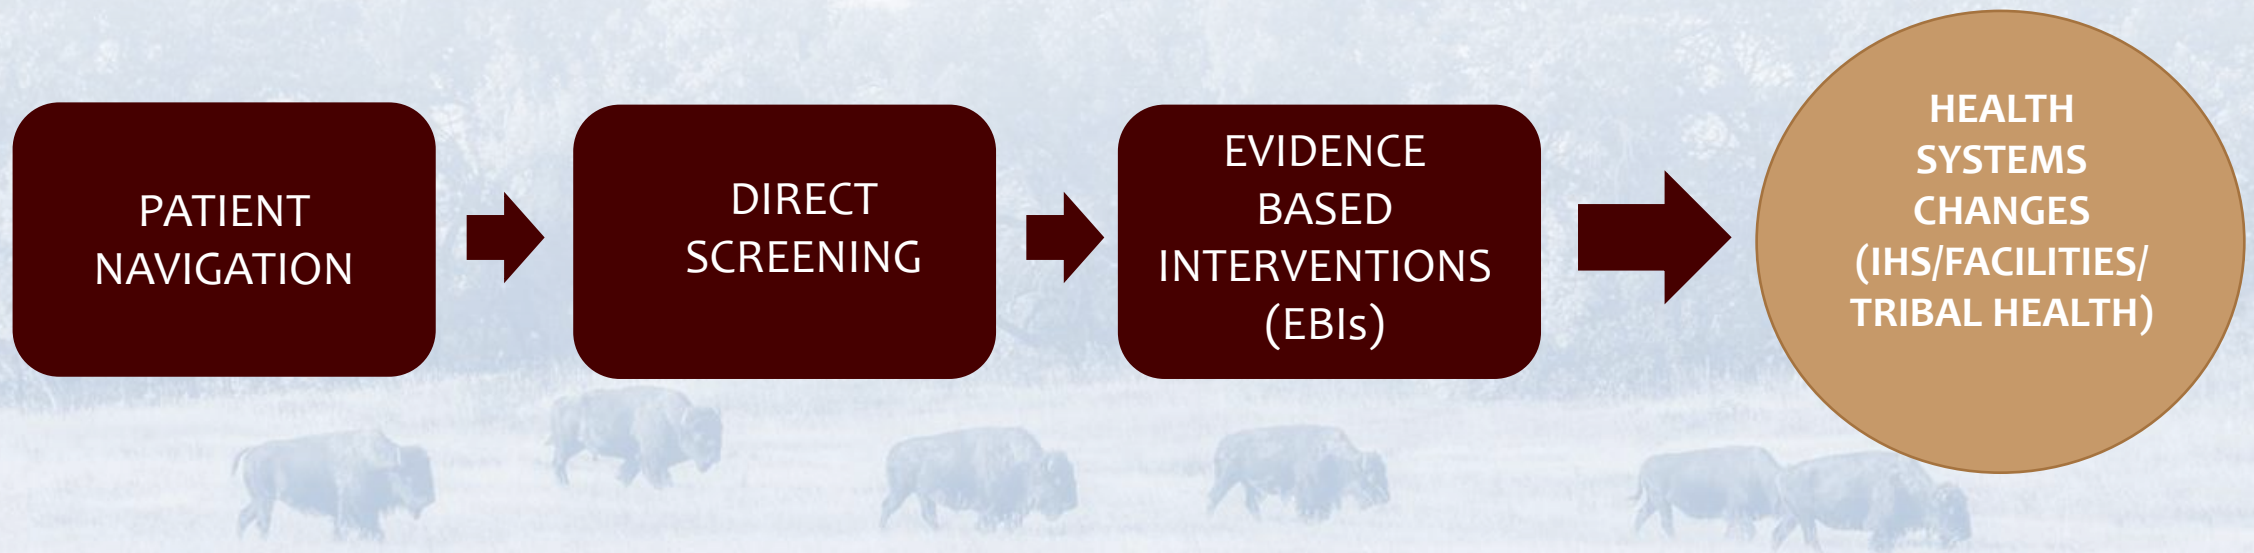 PATIENT
NAVIGATION
DIRECT
SCREENING
EVIDENCE
BASED
INTERVENTIONS
(EBIs)
HEALTH
SYSTEMS
CHANGES
(IHS/FACILITIES/
TRIBAL HEALTH)